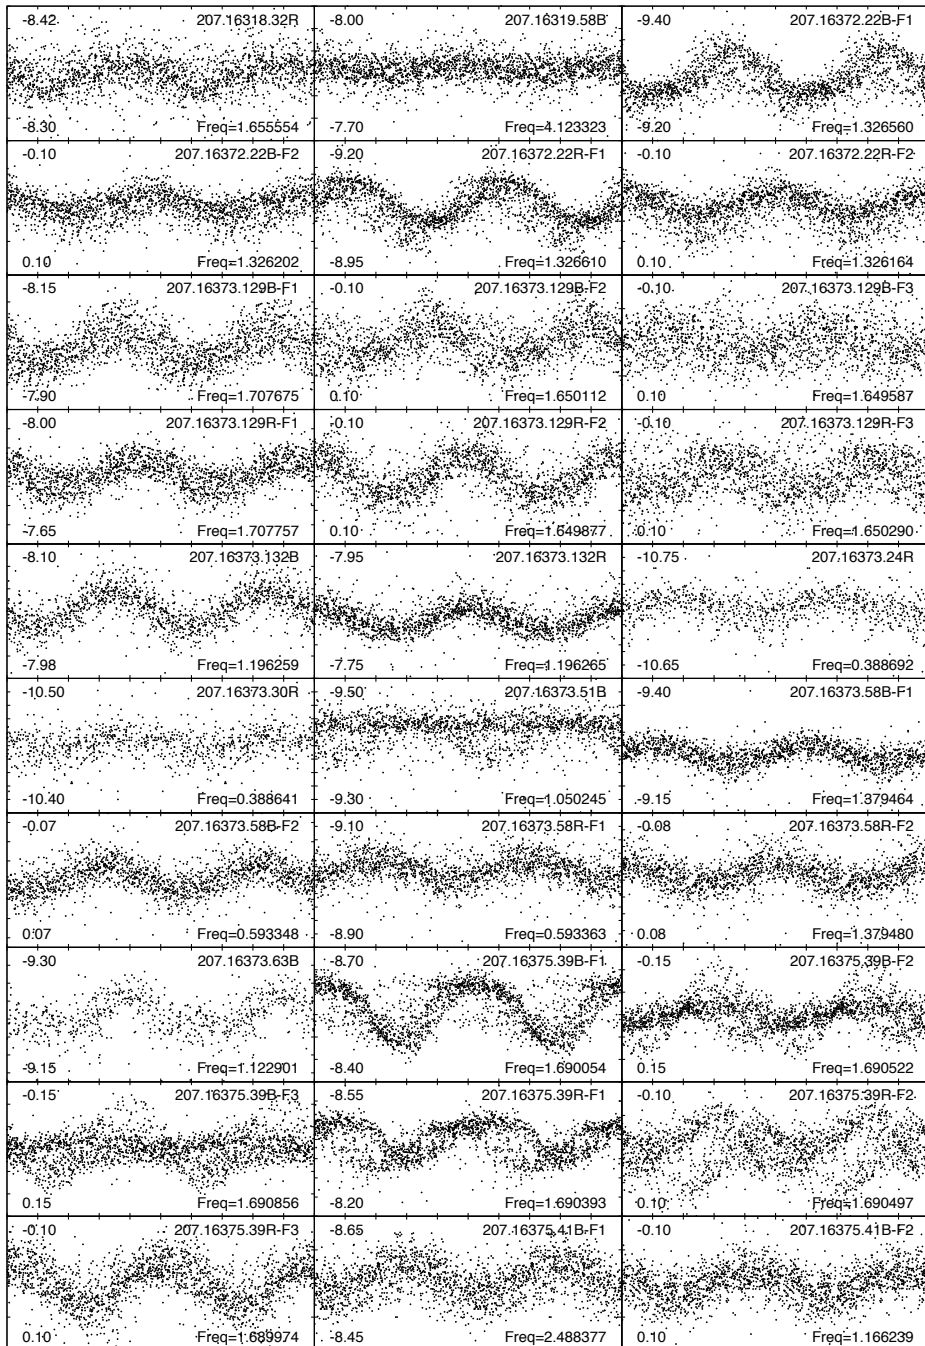 -8.42 207.16318.32R
-8.30 Freq=1.655554
-8.00 207.16319.58B
-7.70 Freq=4.123323
-9.40 207.16372.22B-F1
-9.20 Freq=1.326560
-0.10 207.16372.22B-F2
0.10 Freq=1.326202
-9.20 207.16372.22R-F1
-8.95 Freq=1.326610
-0.10 207.16372.22R-F2
0.10 Freq=1.326164
-8.15 207.16373.129B-F1
-7.90 Freq=1.707675
-0.10 207.16373.129B-F2
0.10 Freq=1.650112
-0.10 207.16373.129B-F3
0.10 Freq=1.649587
-8.00 207.16373.129R-F1
-7.65 Freq=1.707757
-0.10 207.16373.129R-F2
0.10 Freq=1.649877
-0.10 207.16373.129R-F3
0.10 Freq=1.650290
-8.10 207.16373.132B
-7.98 Freq=1.196259
-7.95 207.16373.132R
-7.75 Freq=1.196265
-10.75 207.16373.24R
-10.65 Freq=0.388692
-10.50 207.16373.30R
-10.40 Freq=0.388641
-9.50 207.16373.51B
-9.30 Freq=1.050245
-9.40 207.16373.58B-F1
-9.15 Freq=1.379464
-0.07 207.16373.58B-F2
0.07 Freq=0.593348
-9.10 207.16373.58R-F1
-8.90 Freq=0.593363
-0.08 207.16373.58R-F2
0.08 Freq=1.379480
-9.30 207.16373.63B
-9.15 Freq=1.122901
-8.70 207.16375.39B-F1
-8.40 Freq=1.690054
-0.15 207.16375.39B-F2
0.15 Freq=1.690522
-0.15 207.16375.39B-F3
0.15 Freq=1.690856
-8.55 207.16375.39R-F1
-8.20 Freq=1.690393
-0.10 207.16375.39R-F2
0.10 Freq=1.690497
-0.10 207.16375.39R-F3
0.10 Freq=1.689974
-8.65 207.16375.41B-F1
-8.45 Freq=2.488377
-0.10 207.16375.41B-F2
0.10 Freq=1.166239